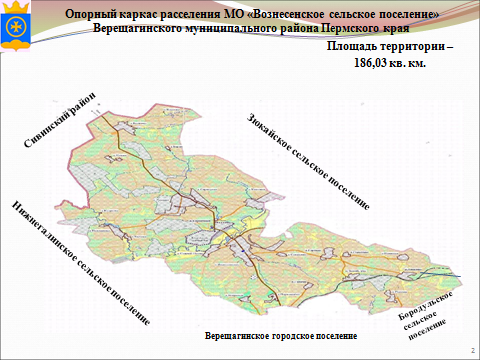 Опорный каркас расселения МО «Вознесенское сельское поселение»
Верещагинского муниципального района Пермского края
Площадь территории –
186,03 кв. км.
Сивинский район
Зюкайское сельское поселение
Нижнегалинское сельское поселение
Бородульское
сельское
поселение
Верещагинское городское поселение
2